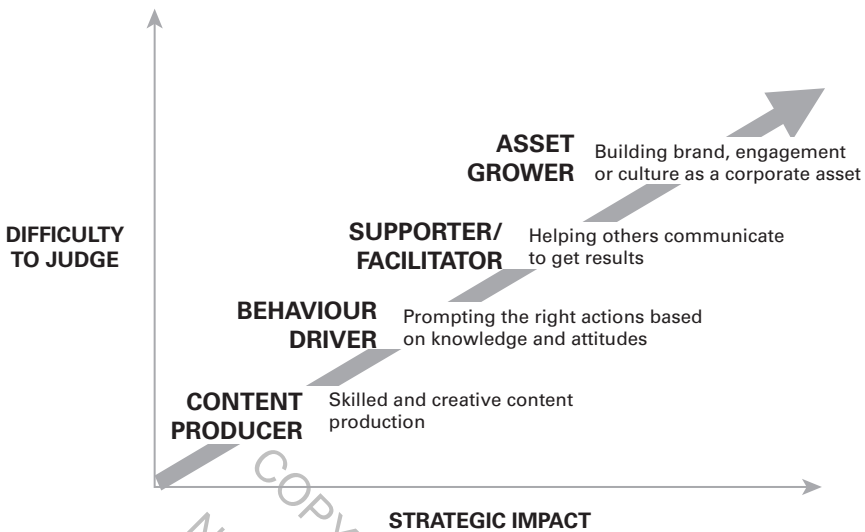 ASSET
GROWER
Building brand, engagement
or culture as a corporate asset
DIFFICULTY
TO JUDGE
SUPPORTER/
FACILITATOR
Helping others communicate
to get results
BEHAVIOUR
DRIVER
Prompting the right actions based
on knowledge and attitudes
CONTENT
PRODUCER
Skilled and creative content
production
STRATEGIC IMPACT